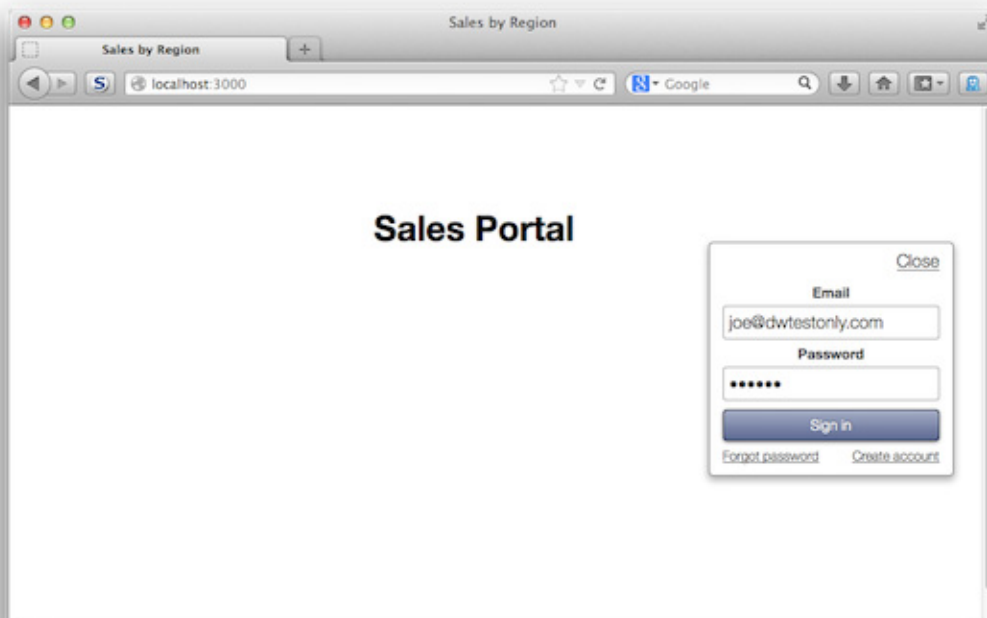 Sales by Region
Sales by Region
localhost:3000
Google
Sales Portal
Close
Email
joe@dwtestonly.com
Password
••••••
Sign in
Forgot password Create account